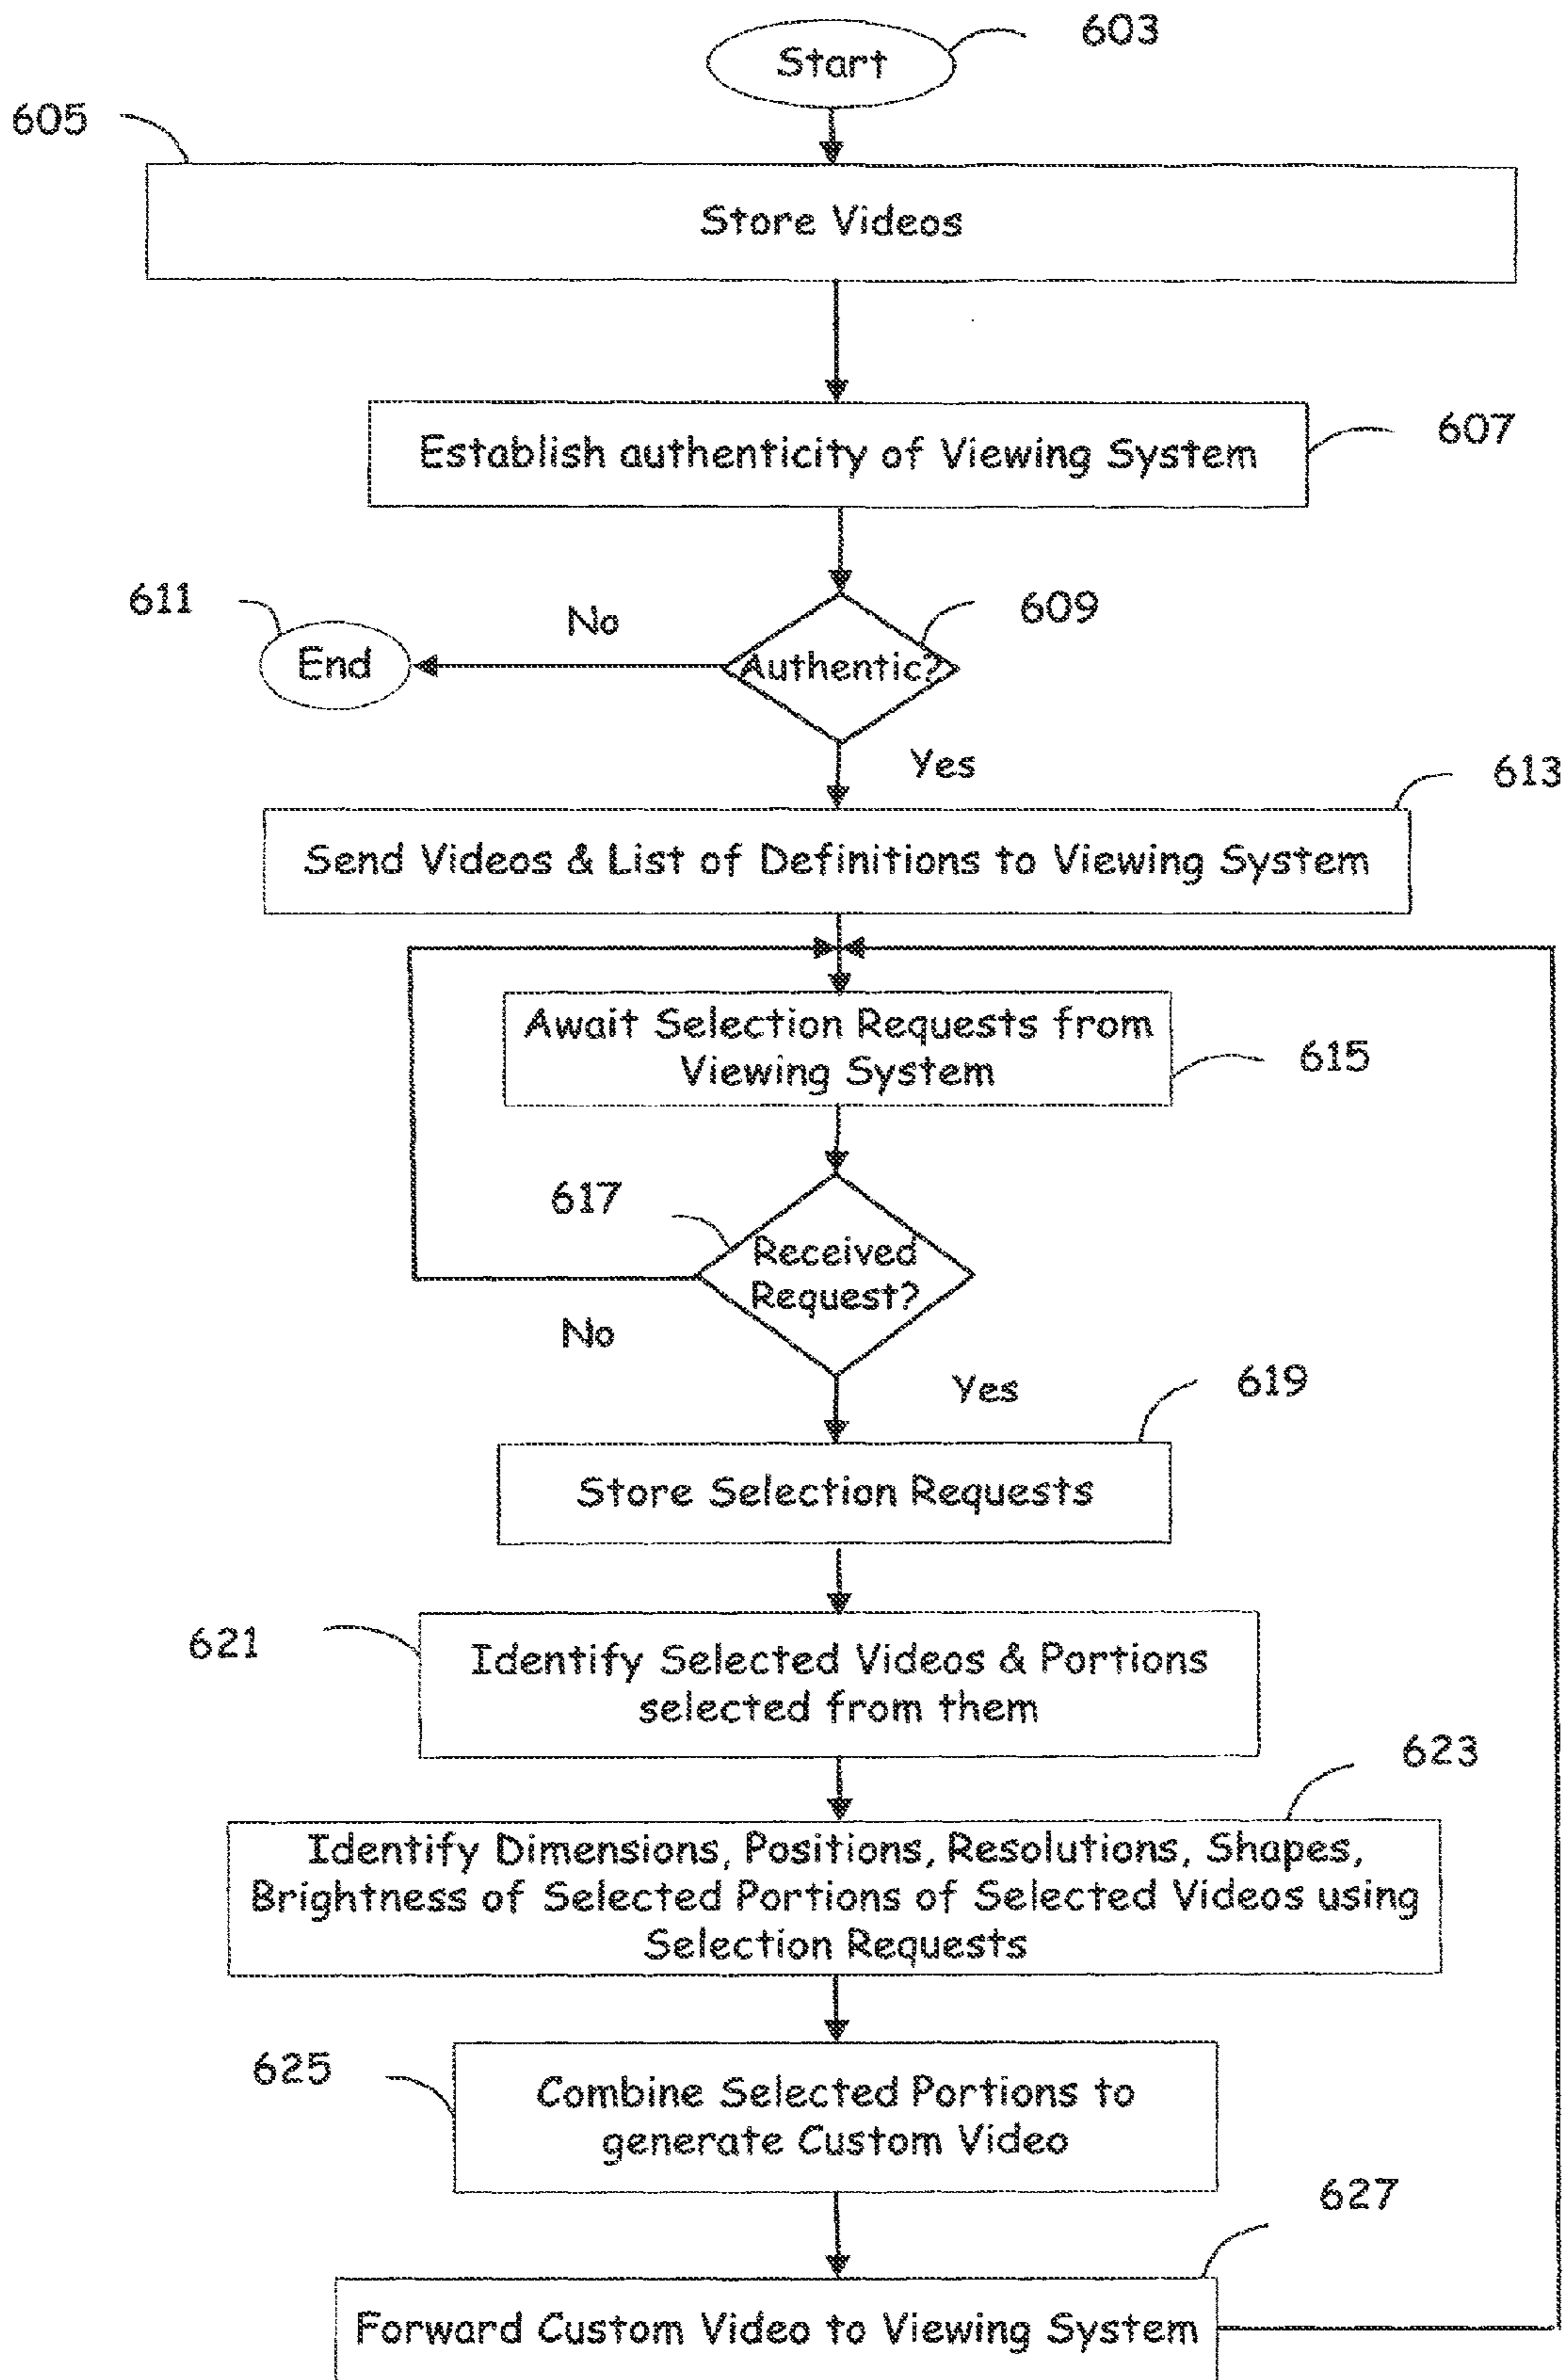 603
Start
605
Store Videos
Establish authenticity of Viewing System
607
611
No
609
End
Authentic?
Yes
613
Send Videos & List of Definitions to Viewing System
Await Selection Requests from
Viewing System
615
617
Received
Request?
No
Yes
619
Store Selection Requests
621
Identify Selected Videos & Portions
selected from them
623
Identify Dimensions, Positions, Resolutions, Shapes,
Brightness of Selected Portions of Selected Videos using
Selection Requests
625
Combine Selected Portions to
generate Custom Video
627
Forward Custom Video to Viewing System